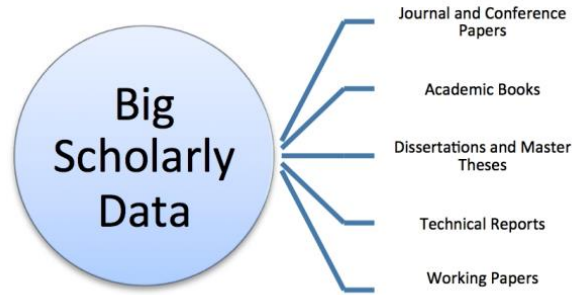 Big
Scholarly
Data
Journal and Conference
Papers
Academic Books
Dissertations and Master
Theses
Technical Reports
Working Papers